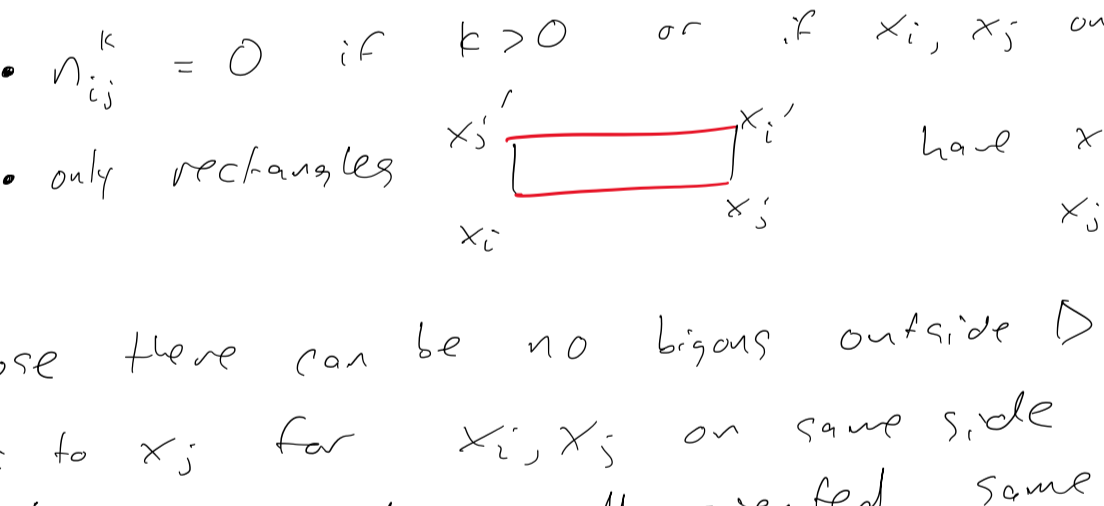 • n_{ij}^k = 0 if k > 0 or if x_i, x_j on
x_j' x_i'
• only rectangles have x
x_i x_j x_j
ose there can be no bigons outside D
to x_j for x_i, x_j on same side
same